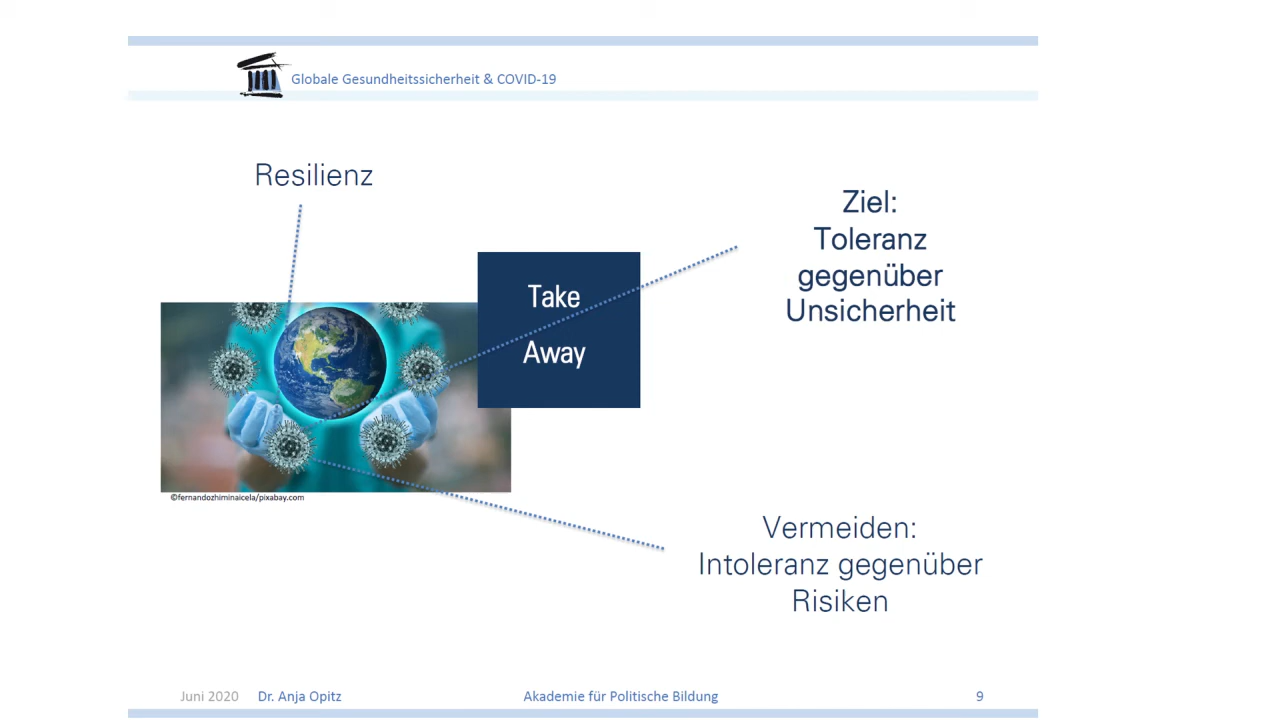 Globale Gesundheitssicherheit & COVID-19
Resilienz
Ziel:
Toleranz
gegenüber
Unsicherheit
Take
Away
©fernandozhiminaicela/pixabay.com
Vermeiden:
Intoleranz gegenüber
Risiken
Juni 2020 Dr. Anja Opitz Akademie für Politische Bildung 9